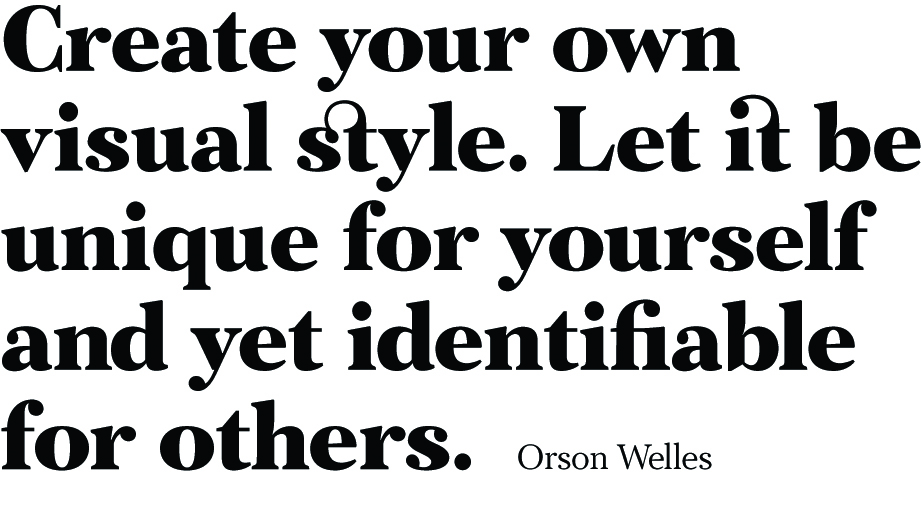 Create your own
visual style. Let it be
unique for yourself
and yet identifiable
for others. Orson Welles